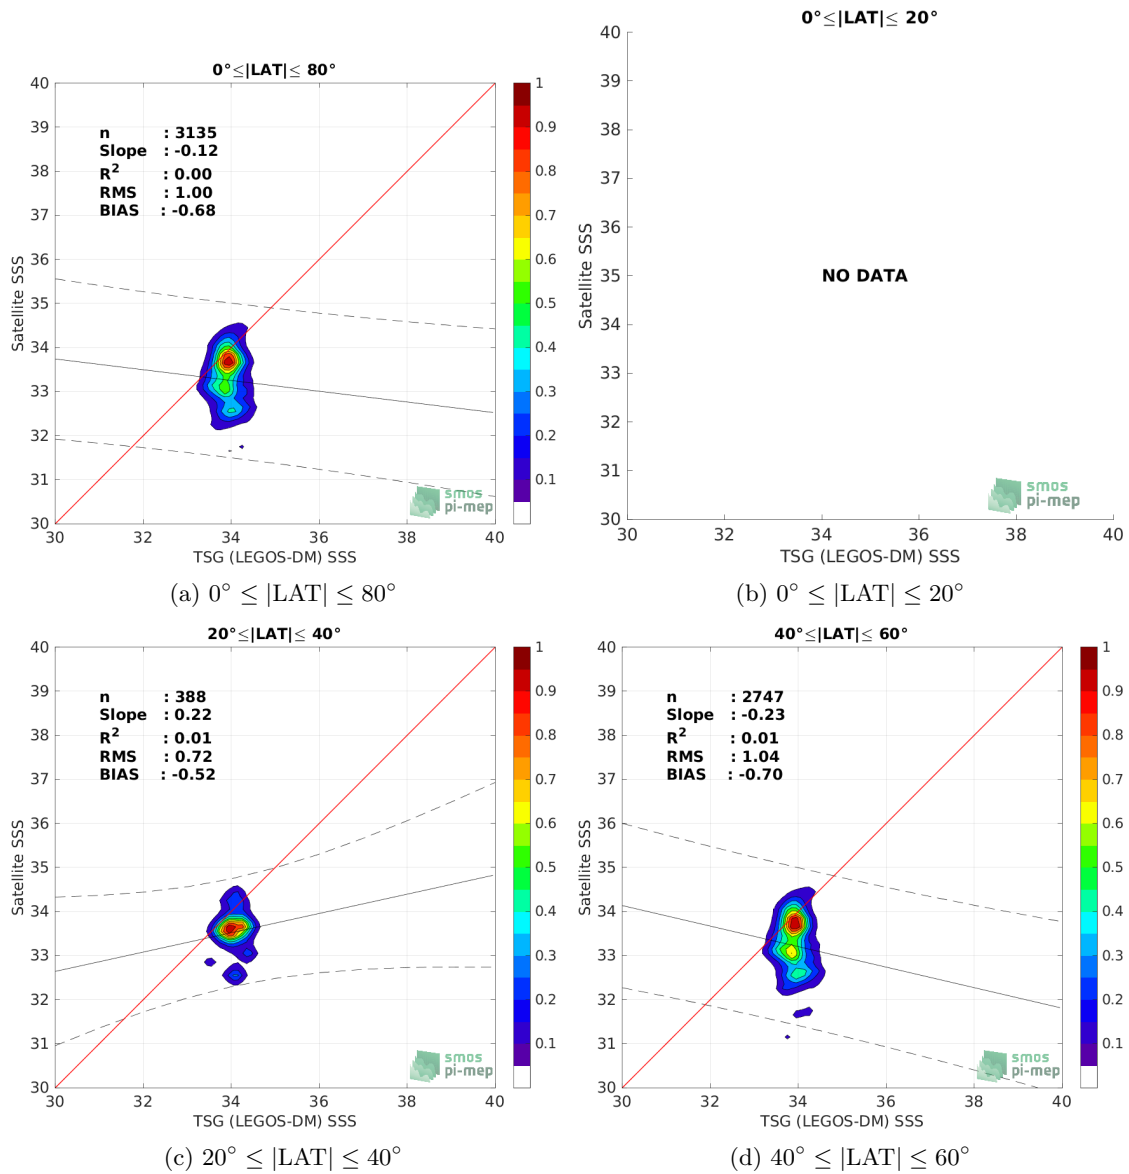 0°≤|LAT|≤ 80°
40
39
38
37
36
35
34
33
32
31
30
Satellite SSS
n : 3135
Slope : -0.12
R² : 0.00
RMS : 1.00
BIAS : -0.68
smos
pi-mep
30 32 34 36 38 40
TSG (LEGOS-DM) SSS
1
0.9
0.8
0.7
0.6
0.5
0.4
0.3
0.2
0.1
(a) 0° ≤ |LAT| ≤ 80°
0°≤|LAT|≤ 20°
40
39
38
37
36
35
34
33
32
31
30
Satellite SSS
NO DATA
smos
pi-mep
30 32 34 36 38 40
TSG (LEGOS-DM) SSS
(b) 0° ≤ |LAT| ≤ 20°
20°≤|LAT|≤ 40°
40
39
38
37
36
35
34
33
32
31
30
Satellite SSS
n : 388
Slope : 0.22
R² : 0.01
RMS : 0.72
BIAS : -0.52
smos
pi-mep
30 32 34 36 38 40
TSG (LEGOS-DM) SSS
1
0.9
0.8
0.7
0.6
0.5
0.4
0.3
0.2
0.1
(c) 20° ≤ |LAT| ≤ 40°
40°≤|LAT|≤ 60°
40
39
38
37
36
35
34
33
32
31
30
Satellite SSS
n : 2747
Slope : -0.23
R² : 0.01
RMS : 1.04
BIAS : -0.70
smos
pi-mep
30 32 34 36 38 40
TSG (LEGOS-DM) SSS
1
0.9
0.8
0.7
0.6
0.5
0.4
0.3
0.2
0.1
(d) 40° ≤ |LAT| ≤ 60°